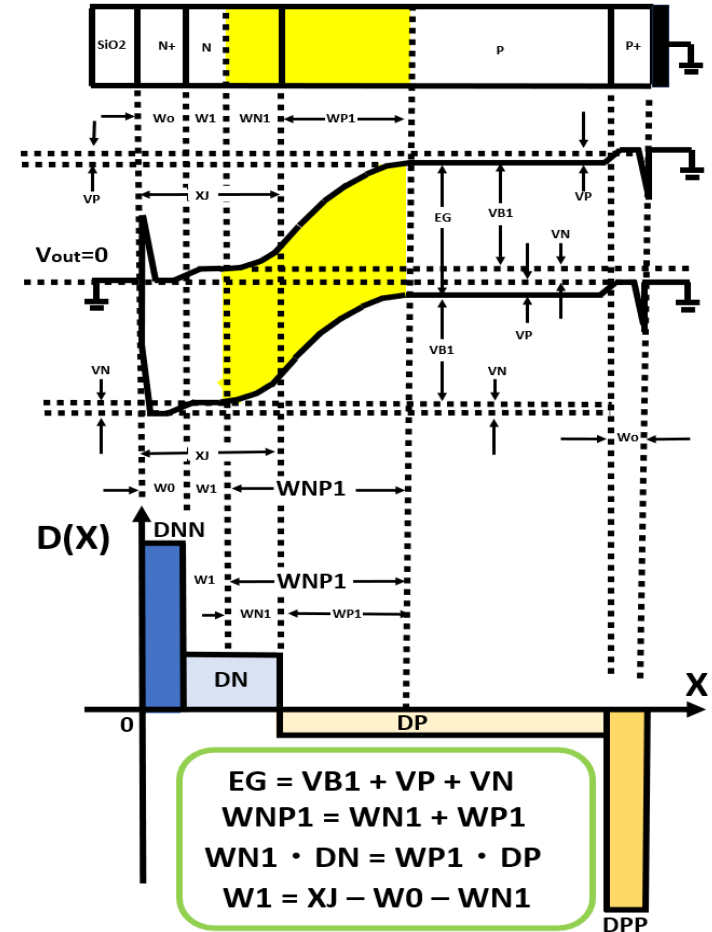 SiO2 N+ N P P+
Wo W1 WN1 WP1
VP XJ EG VB1 VN VP
Vout=0
VP
VN VB1 VN
Wo
XJ
W0 W1 WNP1
DNN
D(X)
W1 WNP1
WN1 WP1
DN
X
0 DP
EG = VB1 + VP + VN
WNP1 = WN1 + WP1
WN1・DN = WP1・DP
W1 = XJ – W0 – WN1
DPP